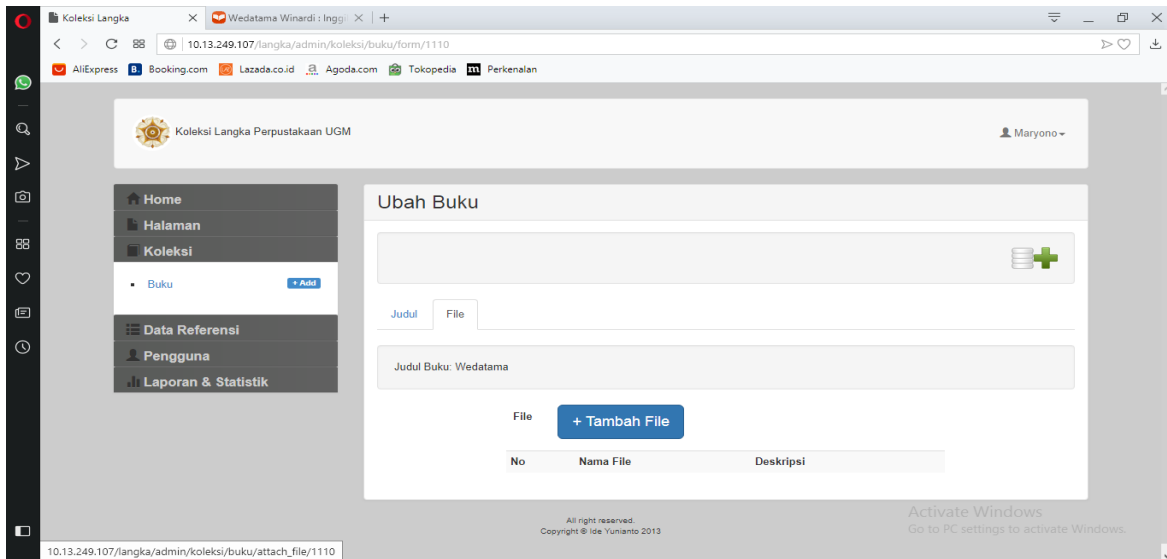 Koleksi Langka
Wedatama Winardi : Inggi
10.13.249.107/langka/admin/koleksi/buku/form/1110
AliExpress Booking.com Lazada.co.id Agoda.com Tokopedia Perkenalan
Koleksi Langka Perpustakaan UGM
Maryono
Home
Halaman
Koleksi
Buku + Add
Data Referensi
Pengguna
Laporan & Statistik
Ubah Buku
Judul File
Judul Buku: Wedatama
File + Tambah File
No Nama File Deskripsi
All right reserved.
Copyright © Ide Yunianto 2013
Activate Windows
Go to PC settings to activate Windows.
10.13.249.107/langka/admin/koleksi/buku/attach_file/1110